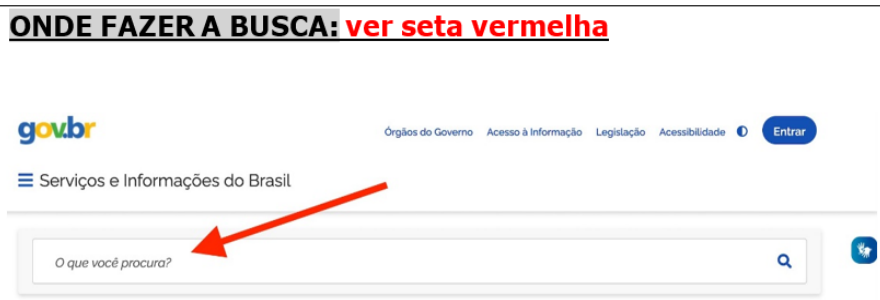 ONDE FAZER A BUSCA: ver seta vermelha
gov.br
Órgãos do Governo Acesso à Informação Legislação Acessibilidade Entrar
Serviços e Informações do Brasil
O que você procura?